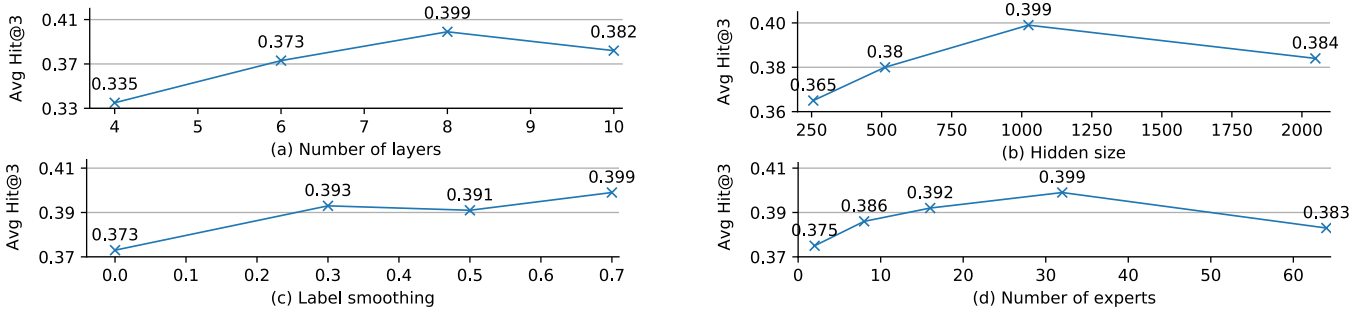 Avg Hit@3
0.41
0.37
0.33
0.335
0.373
0.399
0.382
4 5 6 7 8 9 10
(a) Number of layers
Avg Hit@3
0.40
0.38
0.36
0.365
0.38
0.399
0.384
250 500 750 1000 1250 1500 1750 2000
(b) Hidden size
Avg Hit@3
0.41
0.39
0.37
0.373
0.393
0.391
0.399
0.0 0.1 0.2 0.3 0.4 0.5 0.6 0.7
(c) Label smoothing
Avg Hit@3
0.41
0.39
0.37
0.375
0.386
0.392
0.399
0.383
0 10 20 30 40 50 60
(d) Number of experts